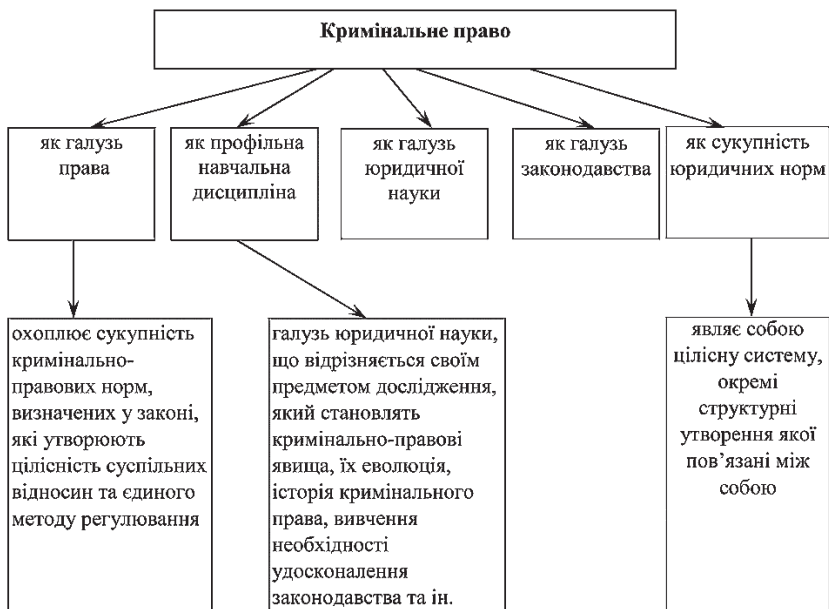 Кримінальне право
як галузь
права
як профільна
навчальна
дисципліна
як галузь
юридичної
науки
як галузь
законодавства
як сукупність
юридичних норм
охоплює сукупність
кримінально-
правових норм,
визначених у законі,
які утворюють
цілісність суспільних
відносин та єдиного
методу регулювання
галузь юридичної науки,
що відрізняється своїм
предметом дослідження,
який становлять
кримінально-правові
явища, їх еволюція,
історія кримінального
права, вивчення
необхідності
удосконалення
законодавства та ін.
являє собою
цілісну систему,
окремі
структурні
утворення якої
пов’язані між
собою